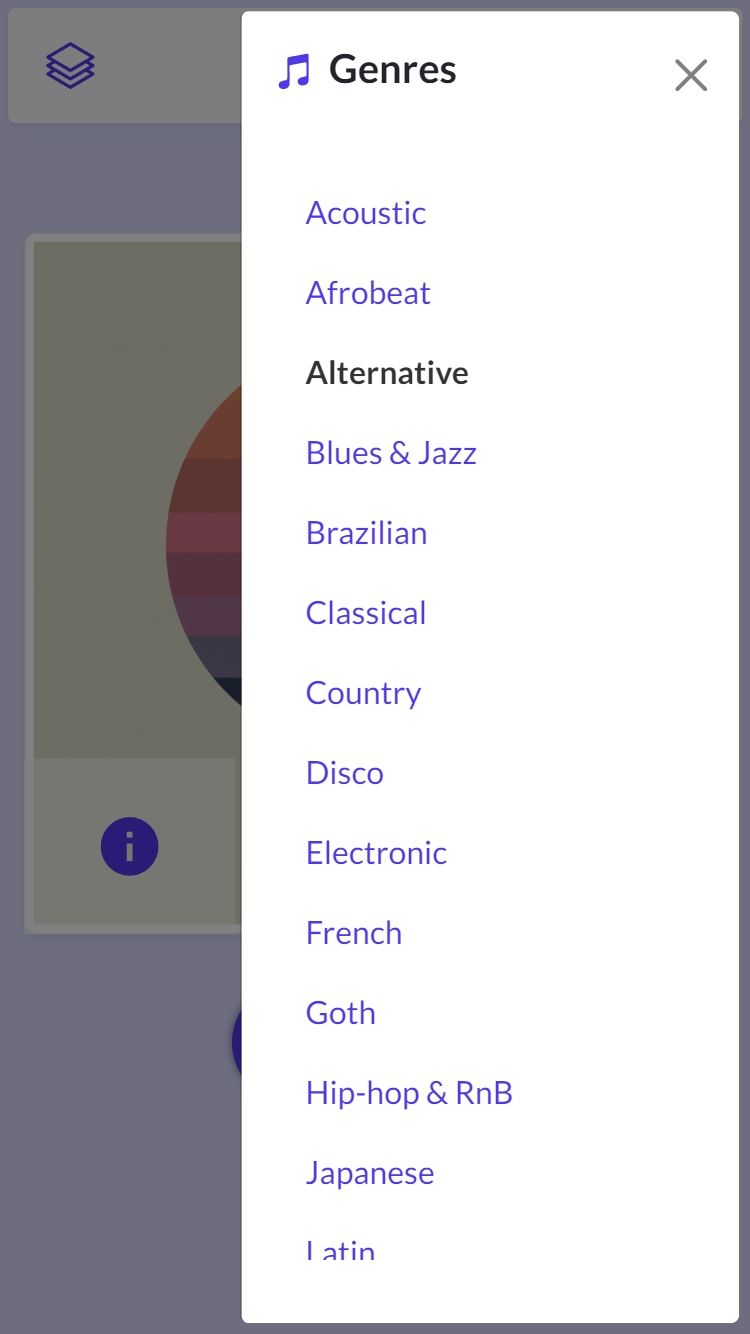 Genres
Acoustic
Afrobeat
Alternative
Blues & Jazz
Brazilian
Classical
Country
Disco
Electronic
French
Goth
Hip-hop & RnB
Japanese
Latin